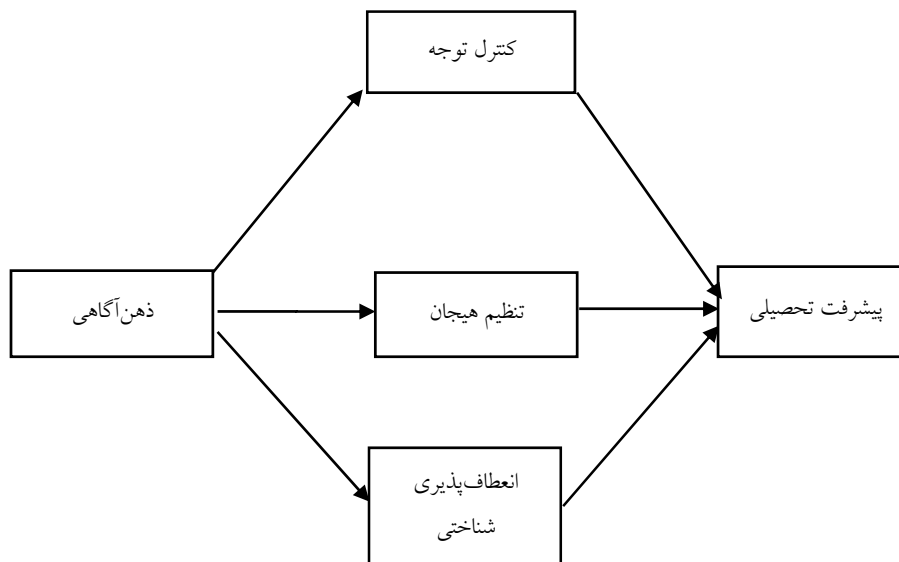 کنترل توجه
ذهن‌آگاهی
تنظیم هیجان
پیشرفت تحصیلی
انعطاف‌پذیری
شناختی